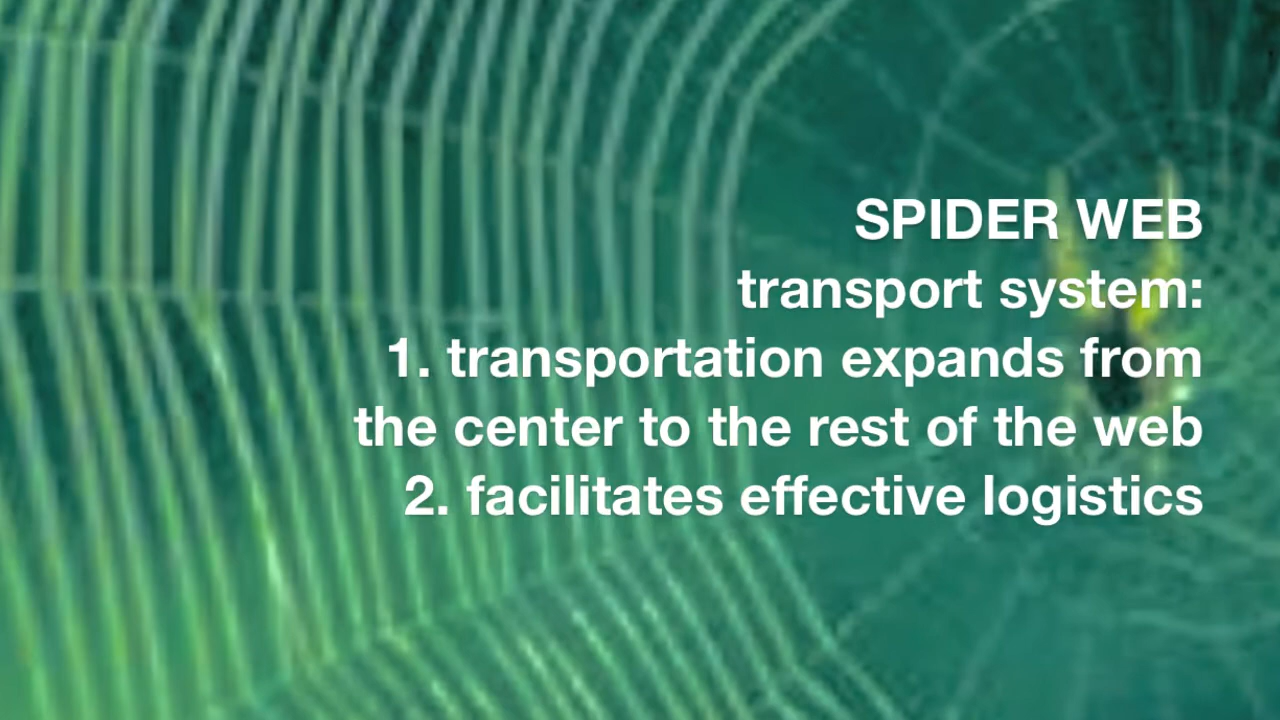 SPIDER WEB
transport system:
1. transportation expands from
the center to the rest of the web
2. facilitates effective logistics